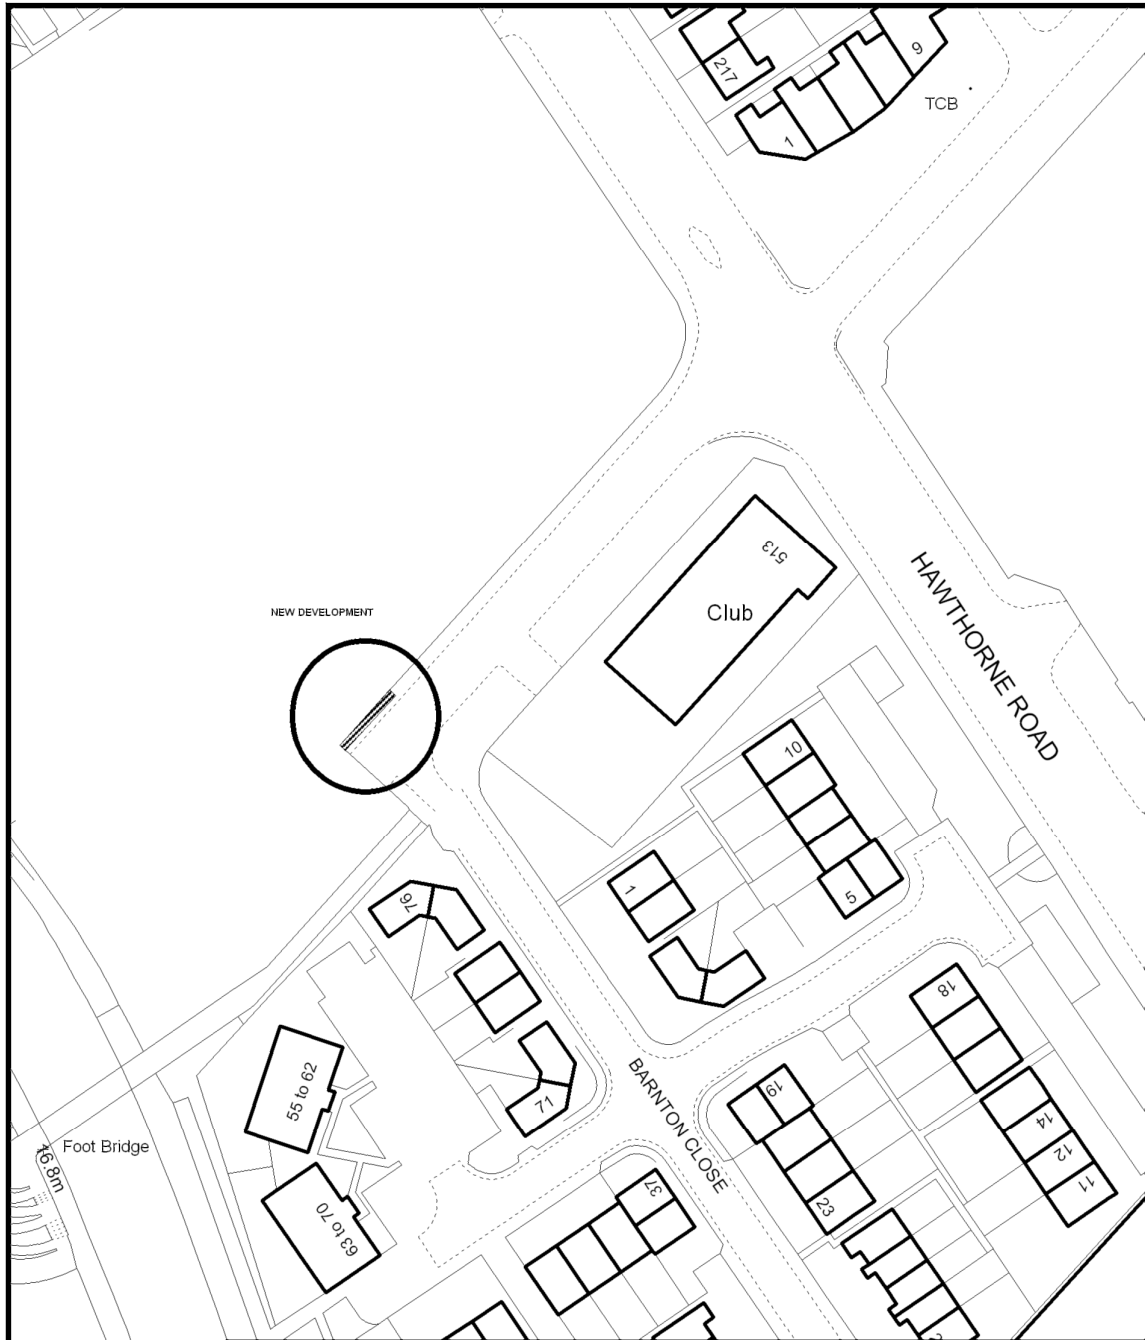 217
9
TCB
1
513
NEW DEVELOPMENT
Club
HAWTHORNE ROAD
10
1
5
76
18
55 to 62
BARNTON CLOSE
19
71
14
Foot Bridge
12
16.8m
37
11
63 to 70
23